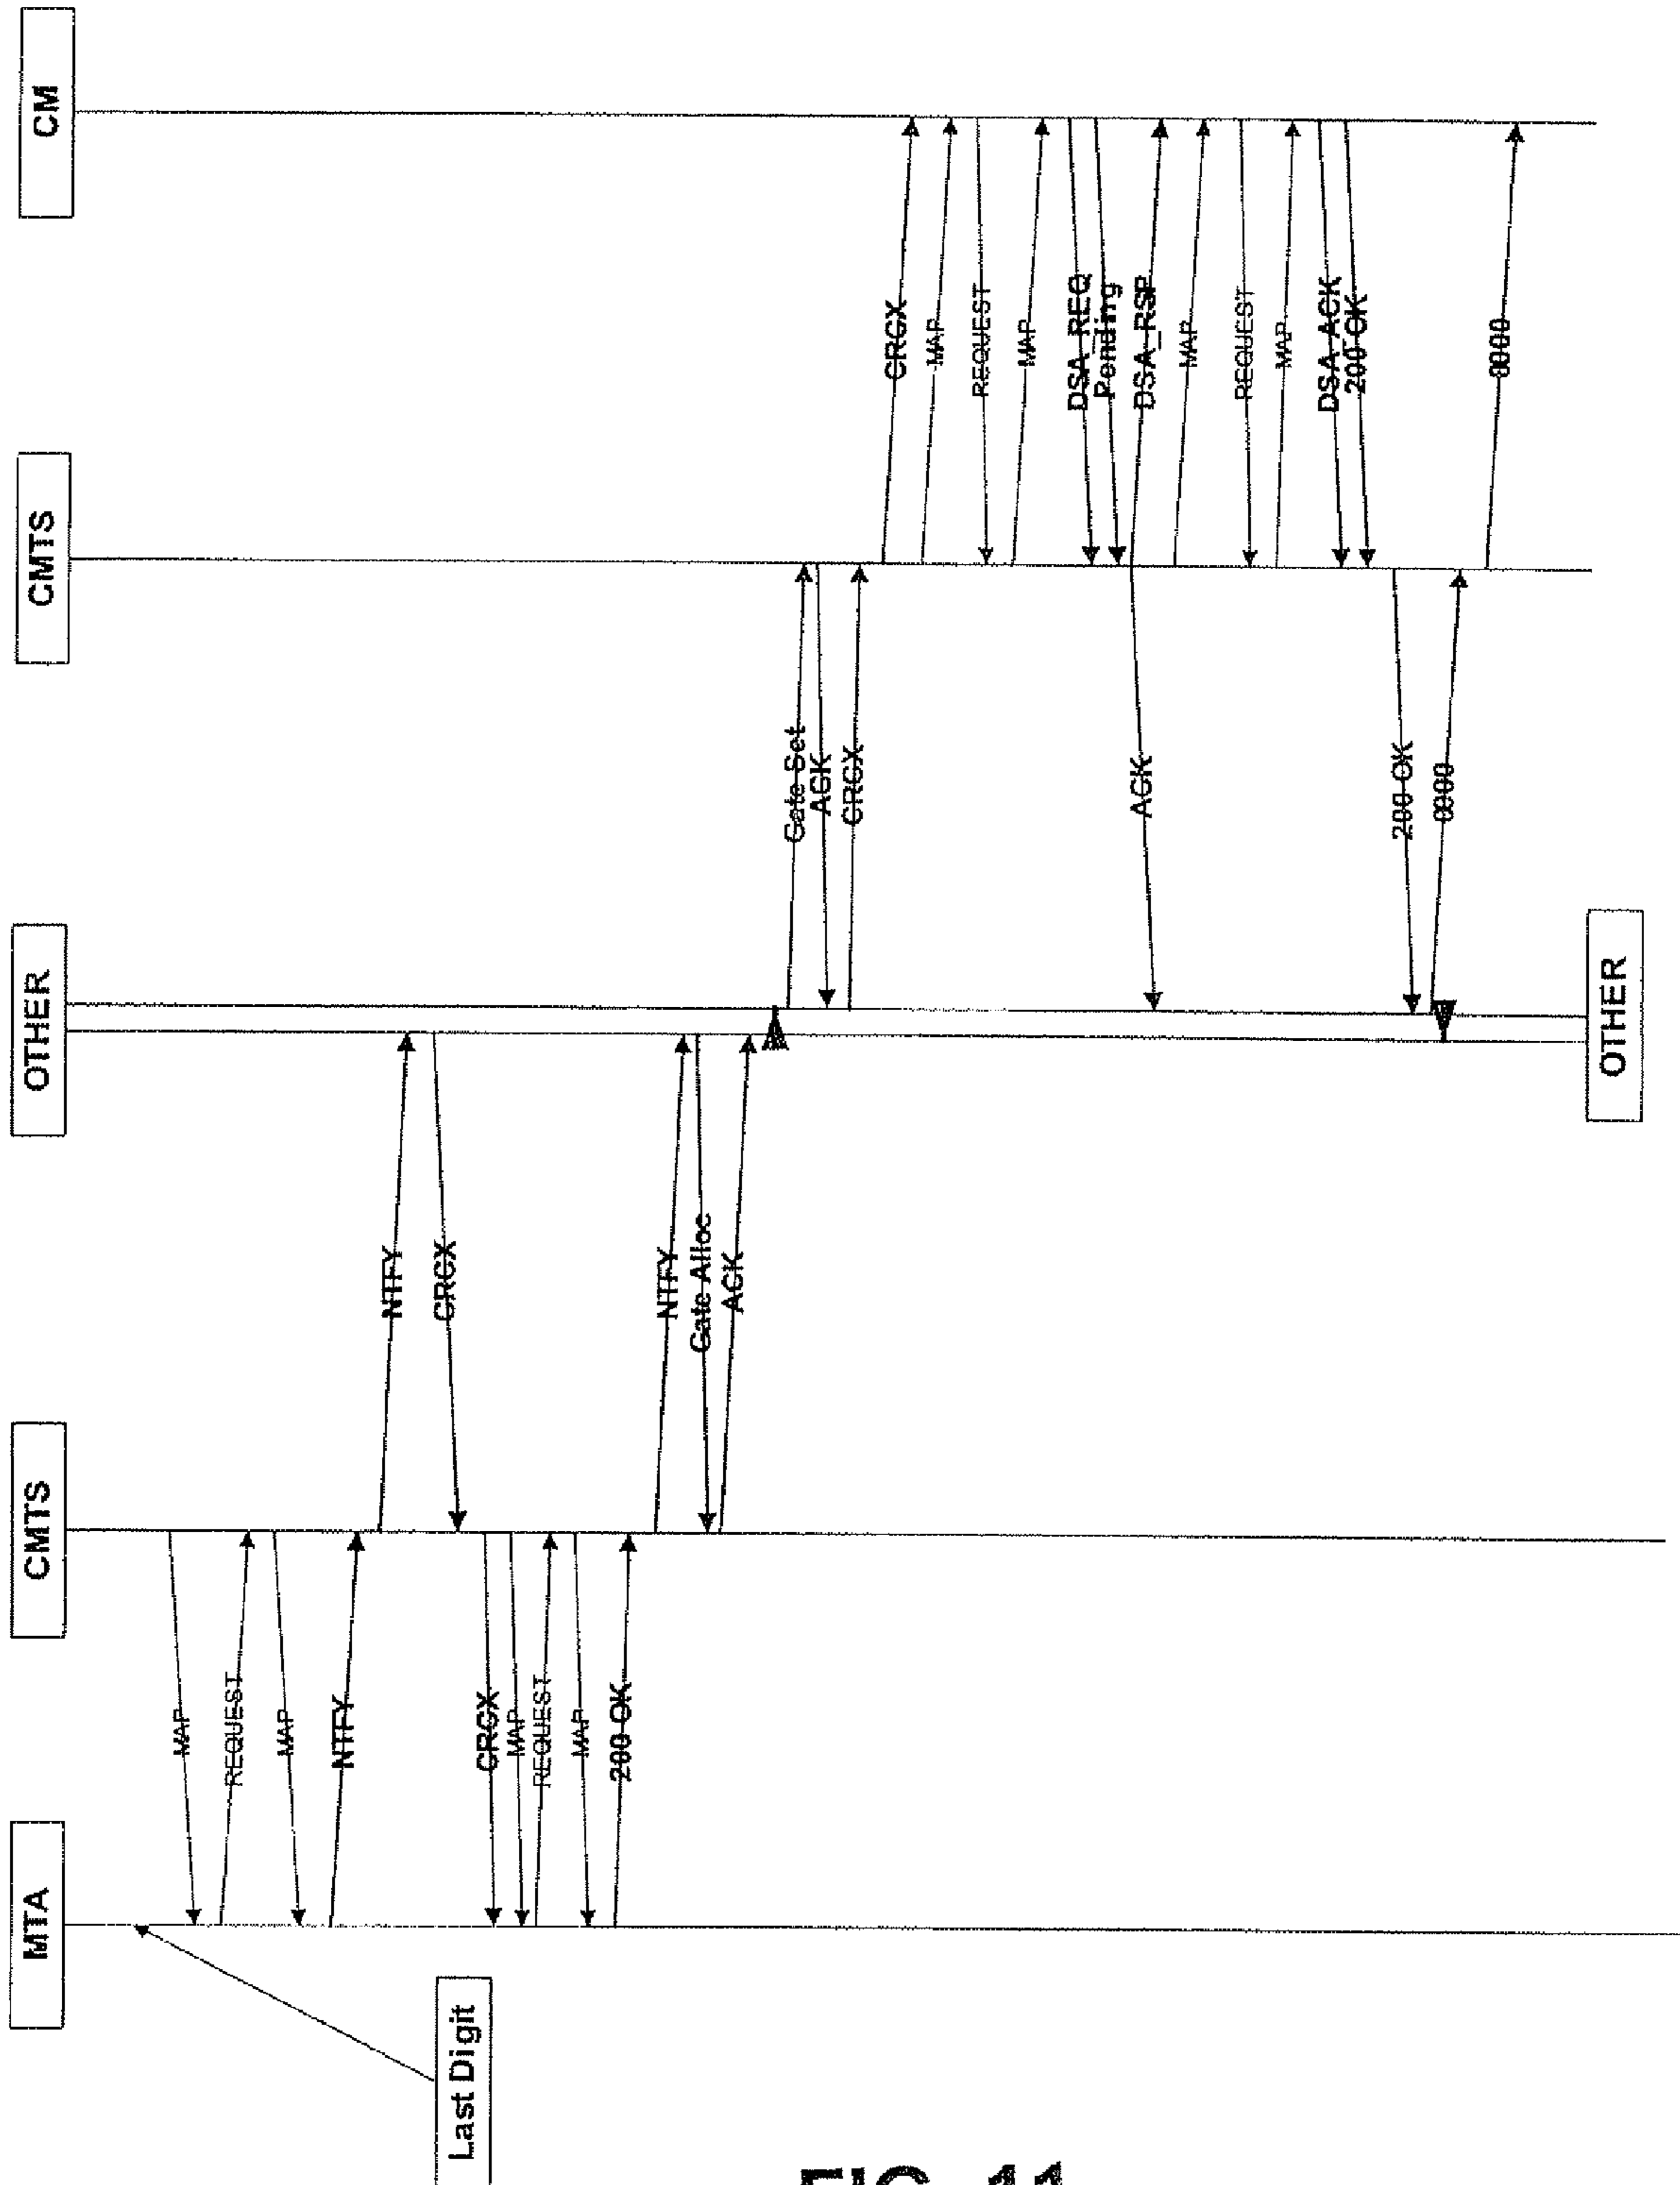 MTA
CMTS
OTHER
CMTS
CM
Last Digit
MAP
REQUEST
MAP
NTFY
NTFY
CRCX
CRCX
MAP
REQUEST
MAP
200 OK
NTFY
Gate Alloc
ACK
Gate Set
ACK
CRCX
CRCX
MAP
REQUEST
MAP
DSA_REQ
Pending
DSA_RSP
ACK
MAP
REQUEST
MAP
DSA_ACK
200 OK
200 OK
OTHER
FIG. 11